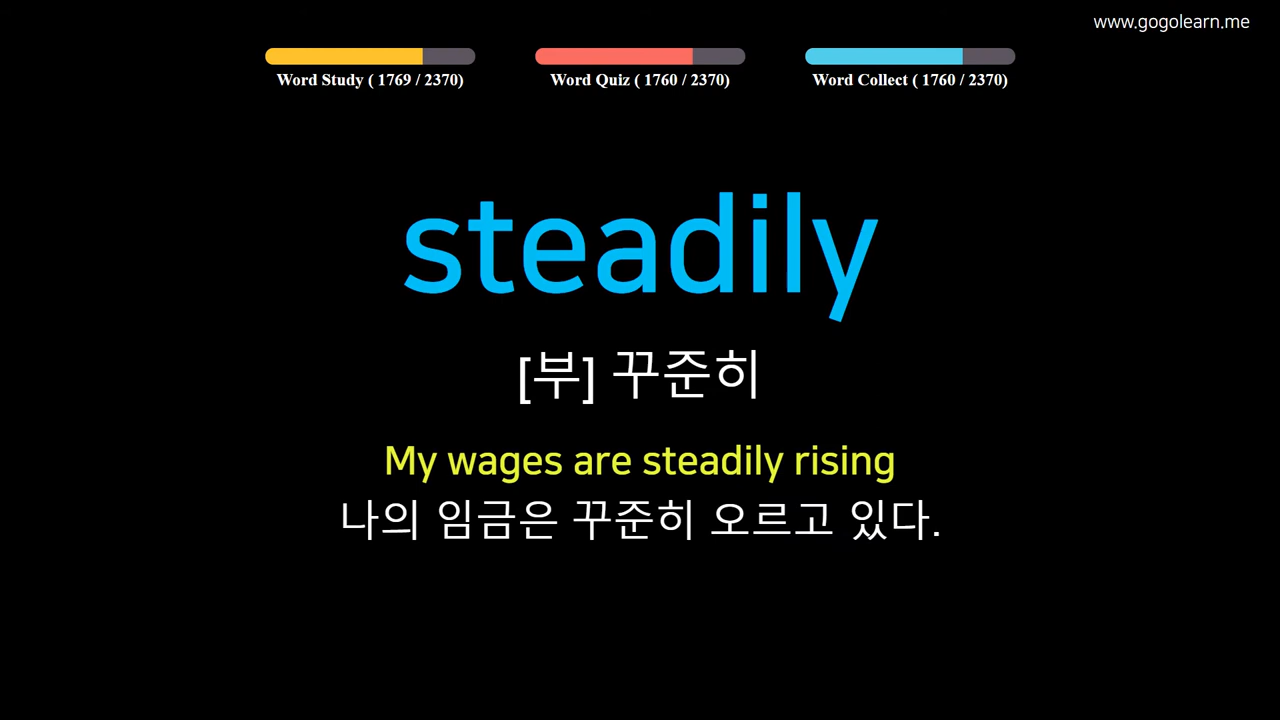 www.gogolearn.me
Word Study ( 1769 / 2370)
Word Quiz ( 1760 / 2370)
Word Collect ( 1760 / 2370)
steadily
[부] 꾸준히
My wages are steadily rising
나의 임금은 꾸준히 오르고 있다.